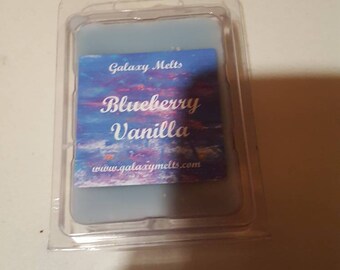 Galaxy Melts
Blueberry
Vanilla
www.galaxymelts.com